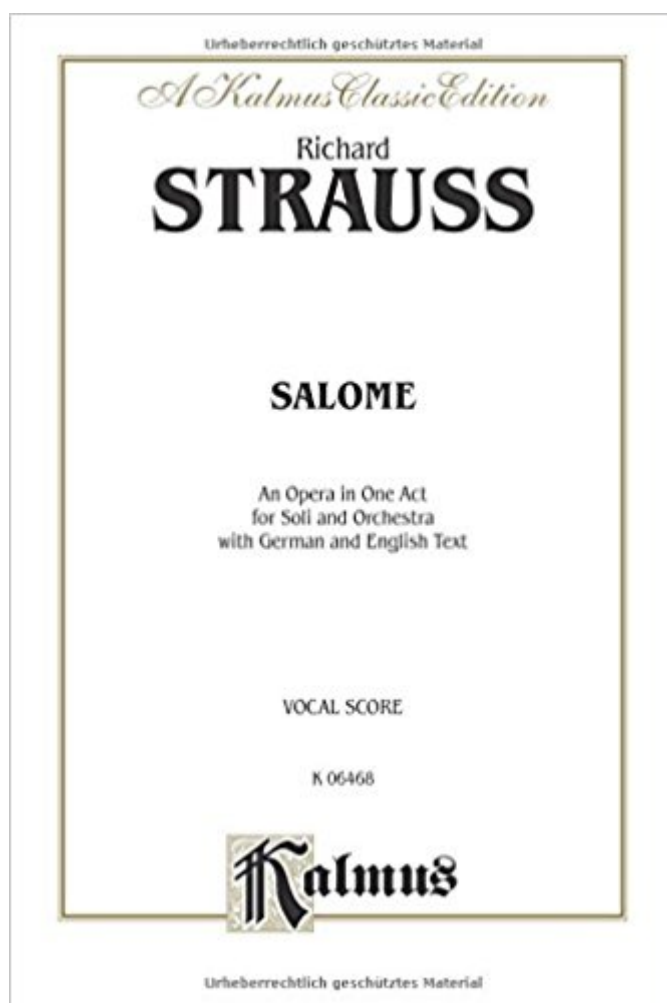 Urheberrechtlich geschütztes Material
A Kalmus Classic Edition
Richard
STRAUSS
SALOME
An Opera in One Act
for Soli and Orchestra
with German and English Text
VOCAL SCORE
K 06468
Kalmus
Urheberrechtlich geschütztes Material